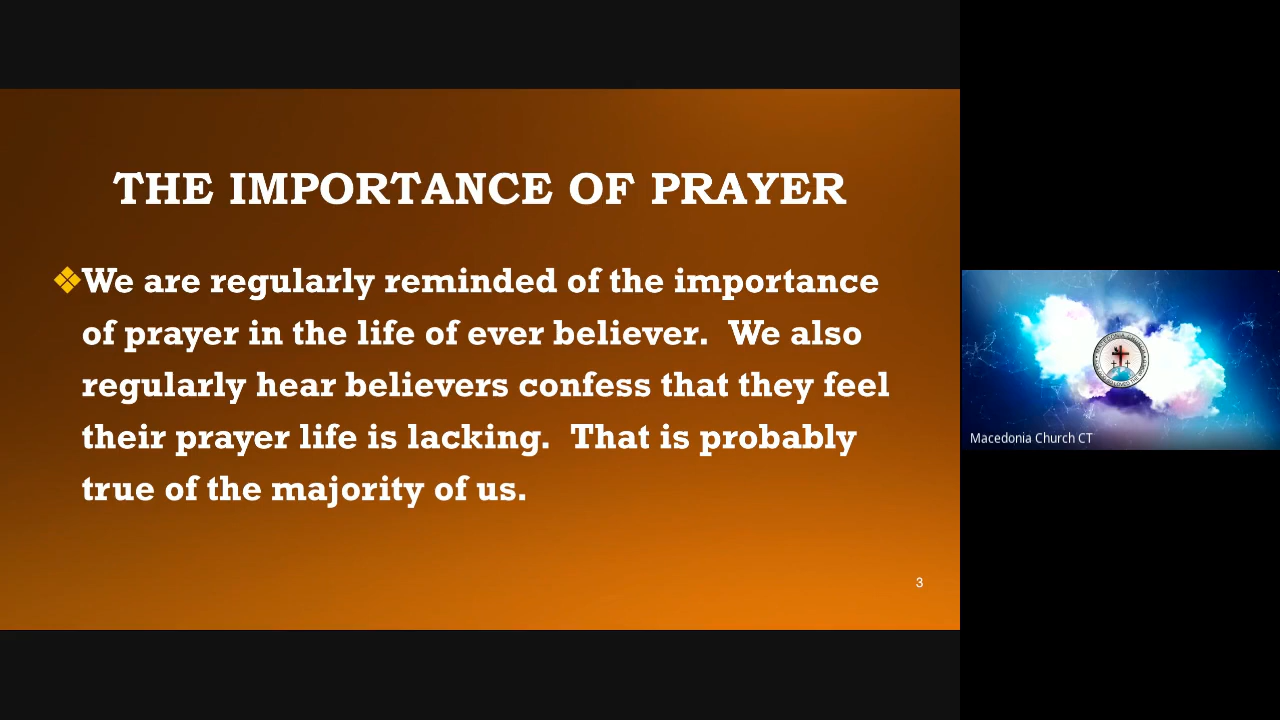 THE IMPORTANCE OF PRAYER
❖We are regularly reminded of the importance
of prayer in the life of ever believer.  We also
regularly hear believers confess that they feel
their prayer life is lacking.  That is probably
true of the majority of us.
3
Macedonia Church CT